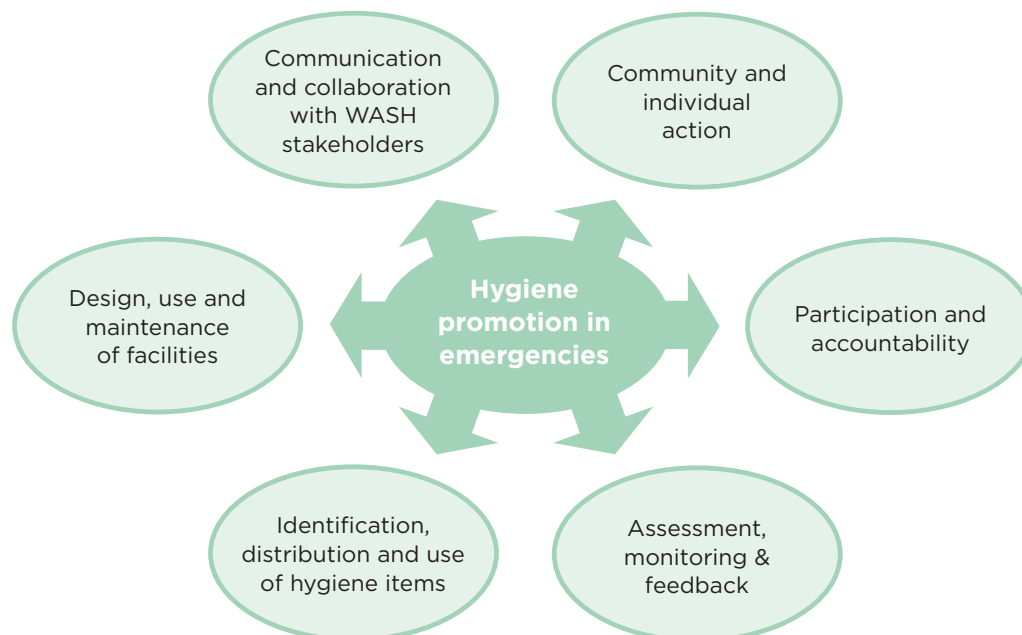 Communication
and collaboration
with WASH
stakeholders
Community and
individual
action
Design, use and
maintenance
of facilities
Hygiene
promotion in
emergencies
Participation and
accountability
Identification,
distribution and use
of hygiene items
Assessment,
monitoring &
feedback